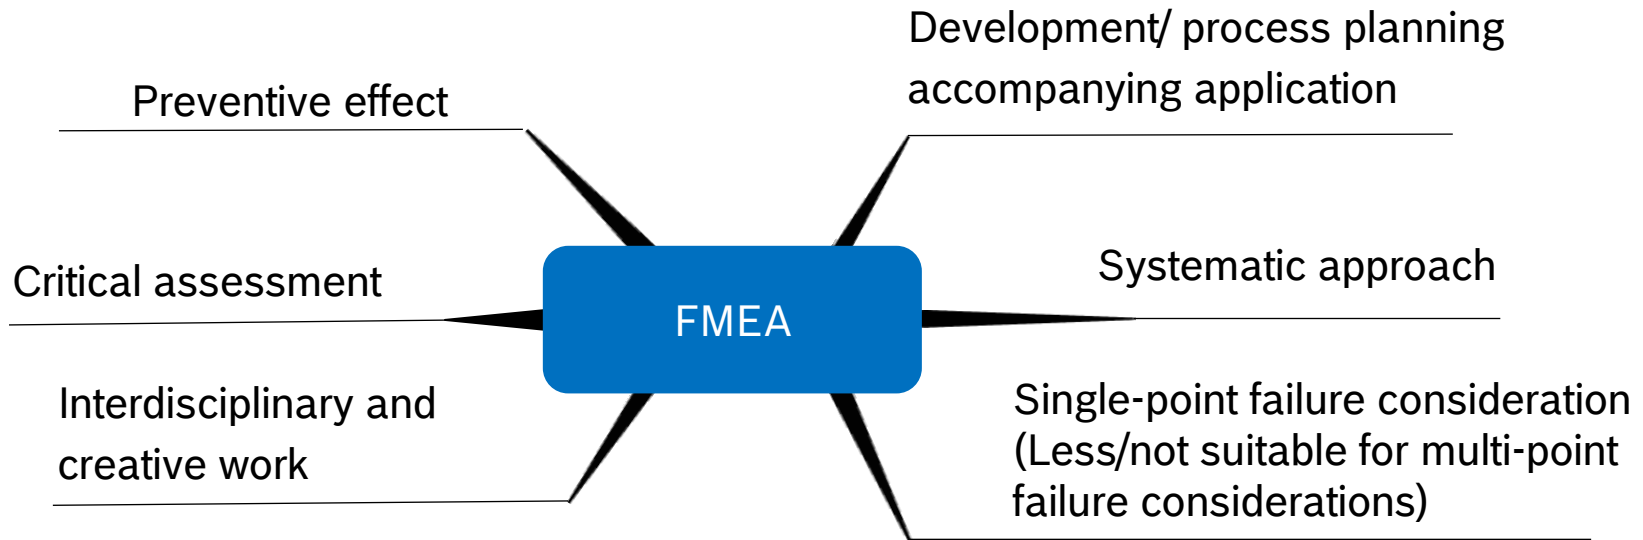 Preventive effect
Development/ process planning
accompanying application
Critical assessment
FMEA
Systematic approach
Interdisciplinary and
creative work
Single-point failure consideration
(Less/not suitable for multi-point
failure considerations)